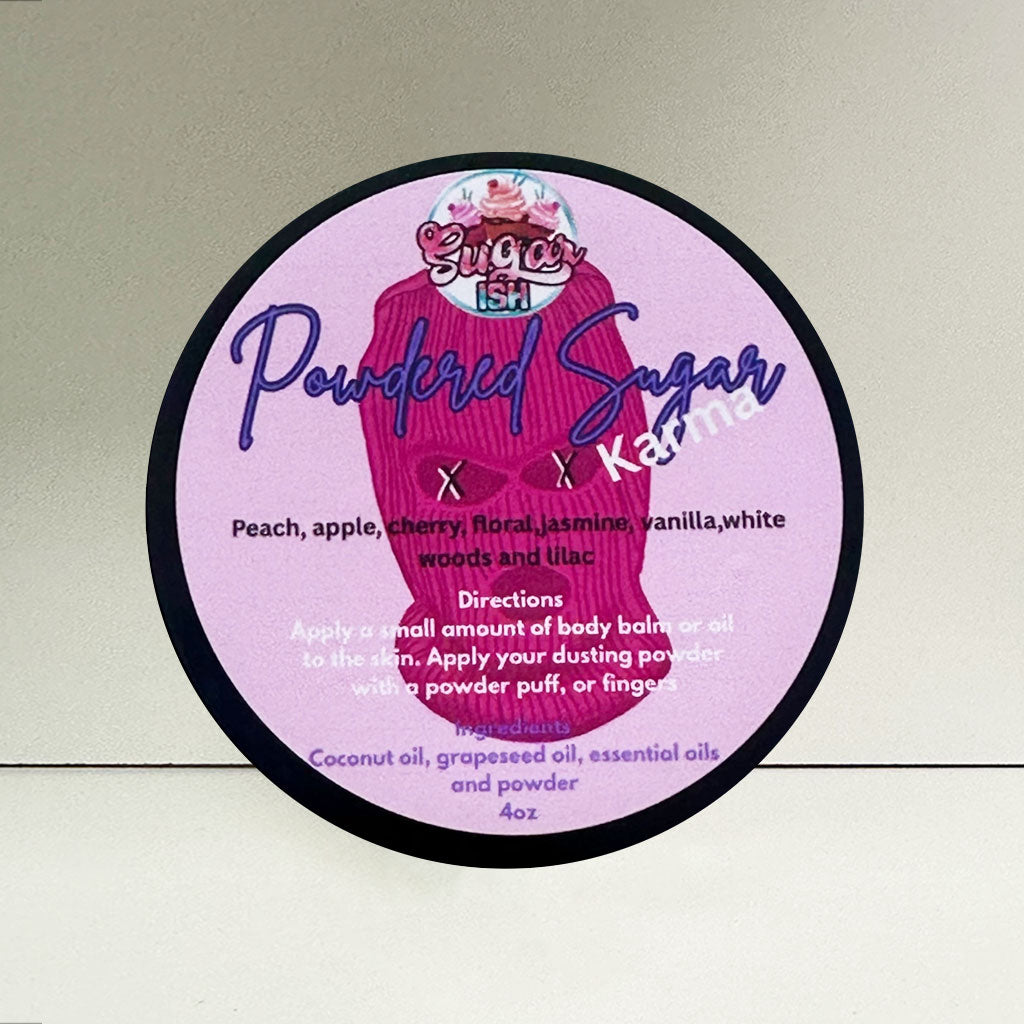 Sugar
ISH
Powdered Sugar
Karma
Peach, apple, cherry, floral,jasmine, vanilla,white
woods and lilac
Directions
Apply a small amount of body balm or oil
to the skin. Apply your dusting powder
with a powder puff, or fingers
Ingrediants
Coconut oil, grapeseed oil, essential oils
and powder
4oz